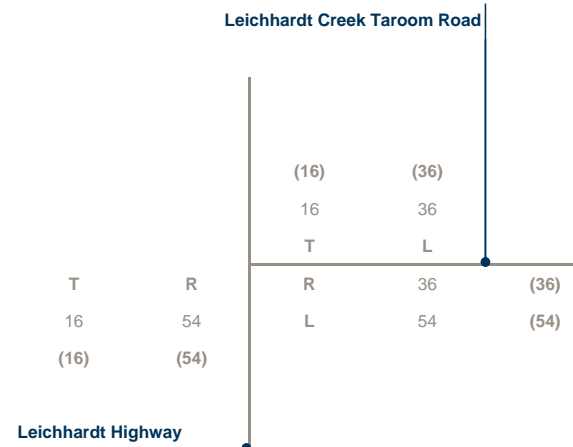 Leichhardt Creek Taroom Road
(16) (36)
16 36
T L
T R R 36 (36)
16 54 L 54 (54)
(16) (54)
Leichhardt Highway